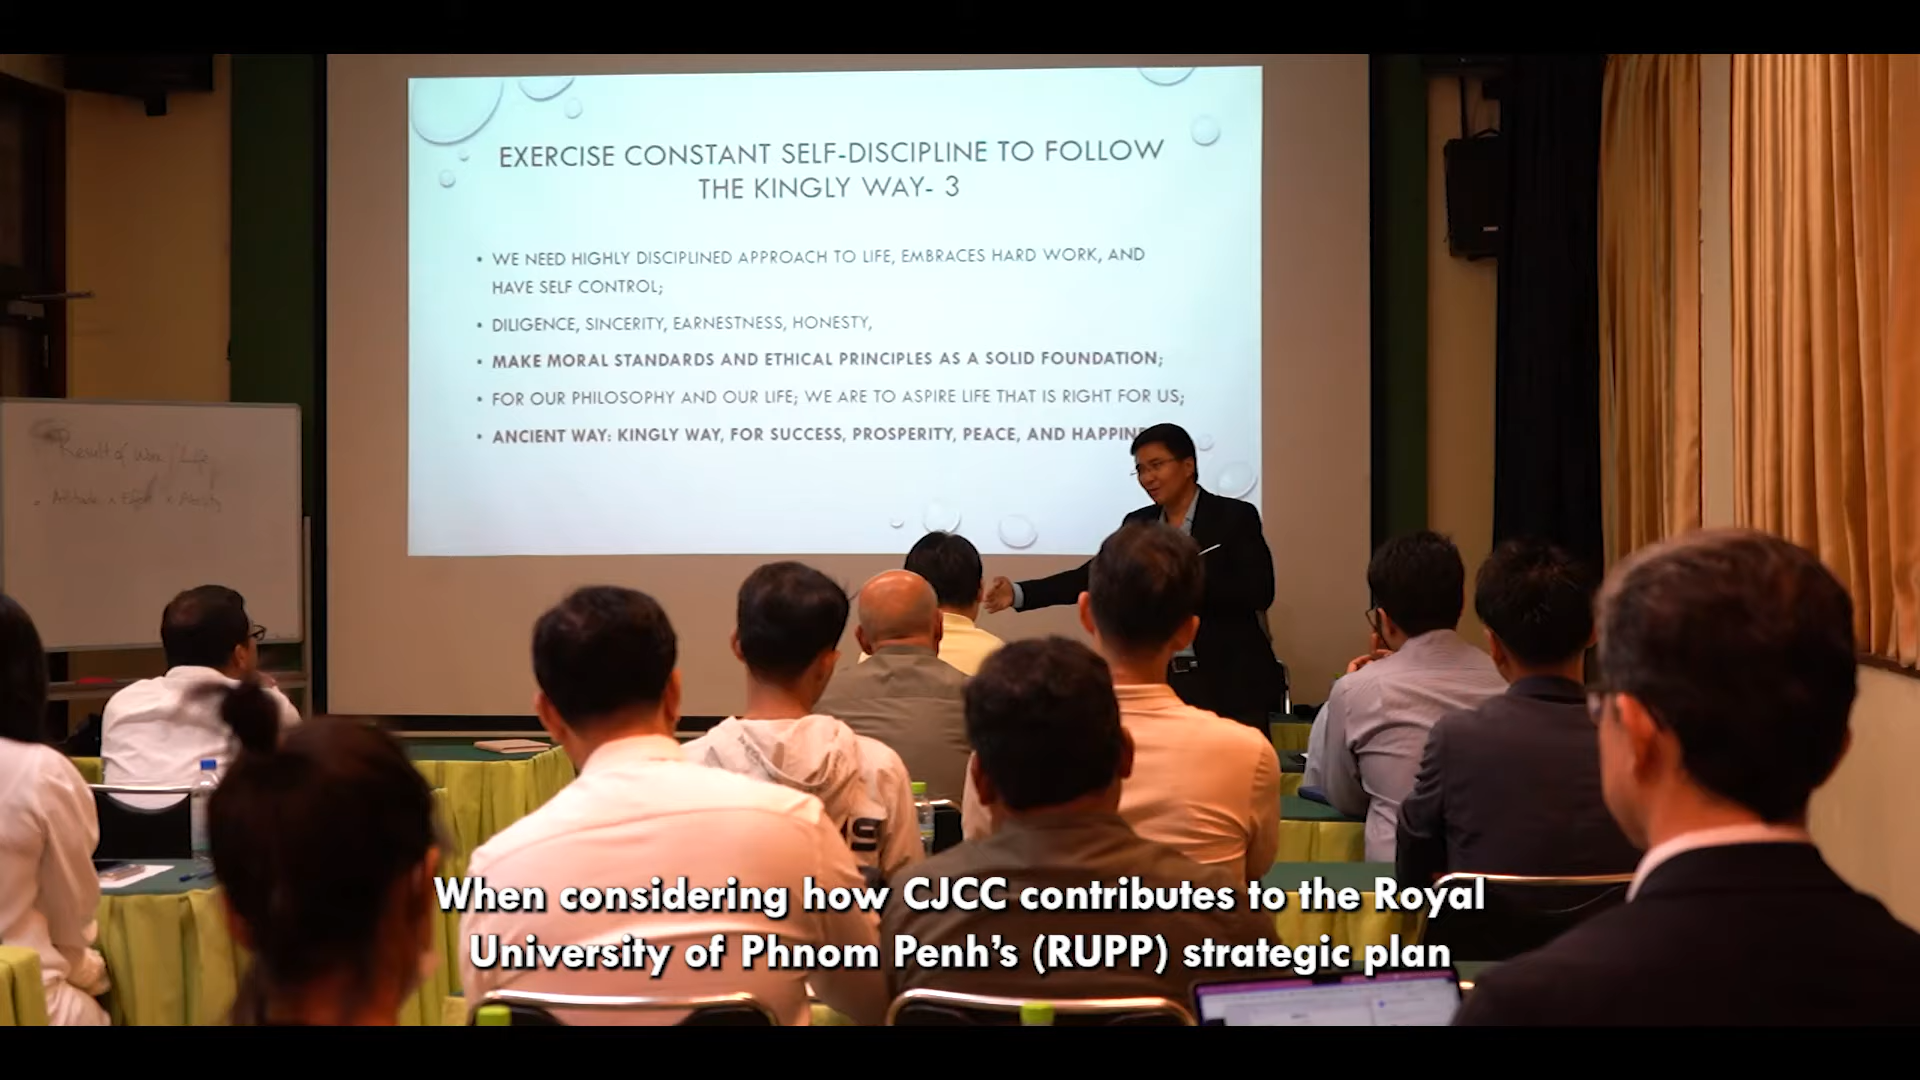 EXERCISE CONSTANT SELF-DISCIPLINE TO FOLLOW
THE KINGLY WAY- 3
• WE NEED HIGHLY DISCIPLINED APPROACH TO LIFE, EMBRACES HARD WORK, AND
HAVE SELF CONTROL;
• DILIGENCE, SINCERITY, EARNESTNESS, HONESTY,
• MAKE MORAL STANDARDS AND ETHICAL PRINCIPLES AS A SOLID FOUNDATION;
• FOR OUR PHILOSOPHY AND OUR LIFE; WE ARE TO ASPIRE LIFE THAT IS RIGHT FOR US;
• ANCIENT WAY: KINGLY WAY, FOR SUCCESS, PROSPERITY, PEACE, AND
Result of Work / Life
When considering how CJCC contributes to the Royal
University of Phnom Penh’s (RUPP) strategic plan